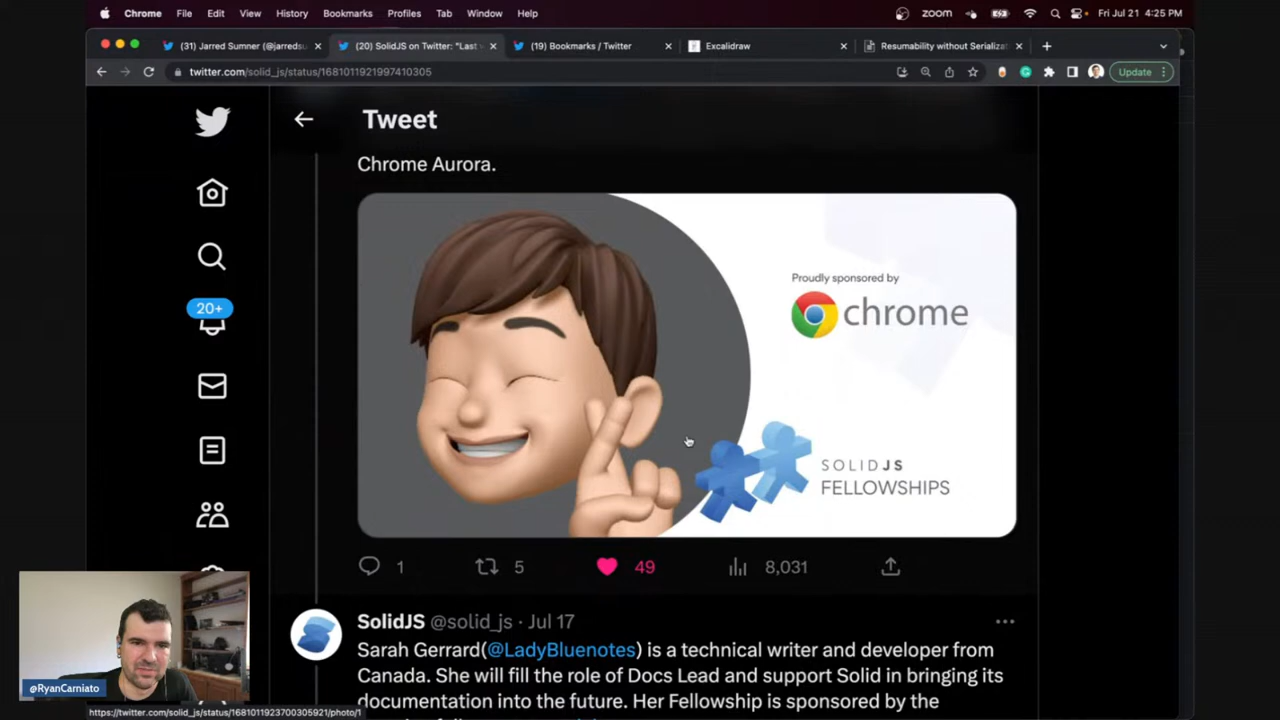 Chrome File Edit View History Bookmarks Profiles Tab Window Help zoom Fri Jul 21 4:25 PM
(31) Jarred Sumner (@jarredsu
(20) SolidJS on Twitter: "Last
(19) Bookmarks / Twitter
Excalidraw
Resumability without Serializat
twitter.com/solid_js/status/1681011921997410305
Update
Tweet
Chrome Aurora.
Proudly sponsored by
chrome
SOLIDJS
FELLOWSHIPS
20+
1 5 49 8,031
SolidJS @solid_js · Jul 17
Sarah Gerrard(@LadyBluenotes) is a technical writer and developer from
Canada. She will fill the role of Docs Lead and support Solid in bringing its
documentation into the future. Her Fellowship is sponsored by the
@RyanCarniato
https://twitter.com/solid_js/status/1681011923700305921/photo/1